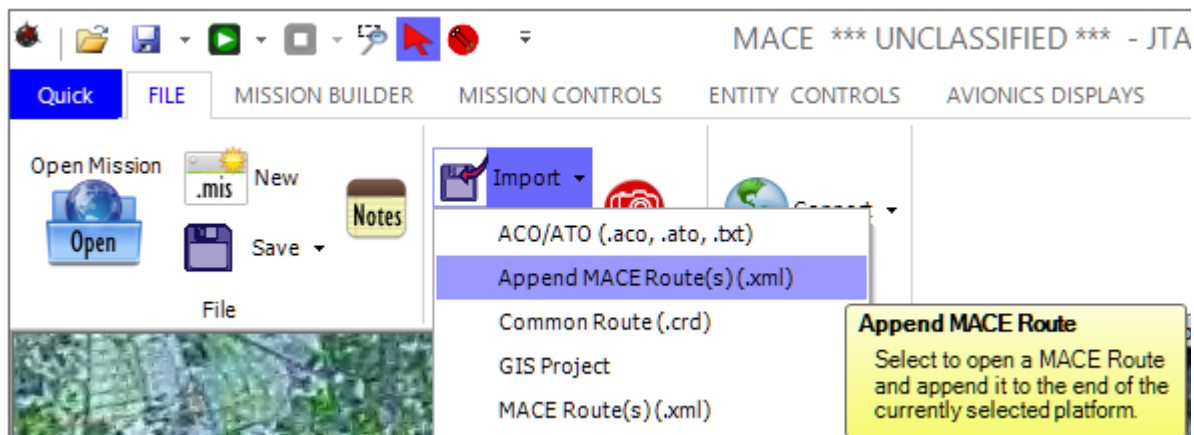 MACE *** UNCLASSIFIED *** - JTA
Quick FILE MISSION BUILDER MISSION CONTROLS ENTITY CONTROLS AVIONICS DISPLAYS
Open Mission
Open
.mis New
Save
Notes
File
Import
ACO/ATO (.aco, .ato, .txt)
Append MACE Route(s) (.xml)
Common Route (.crd)
GIS Project
MACE Route(s) (.xml)
Append MACE Route
Select to open a MACE Route
and append it to the end of the
currently selected platform.